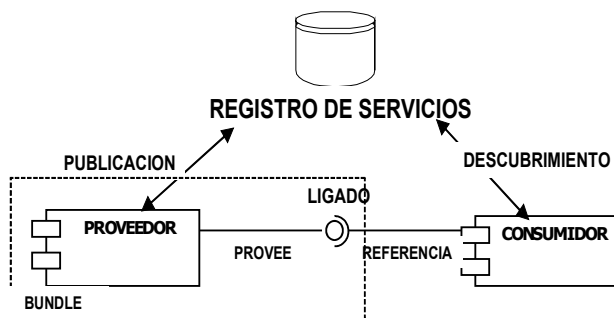 REGISTRO DE SERVICIOS
PUBLICACION
DESCUBRIMIENTO
LIGADO
PROVEEDOR
CONSUMIDOR
PROVEE
REFERENCIA
BUNDLE